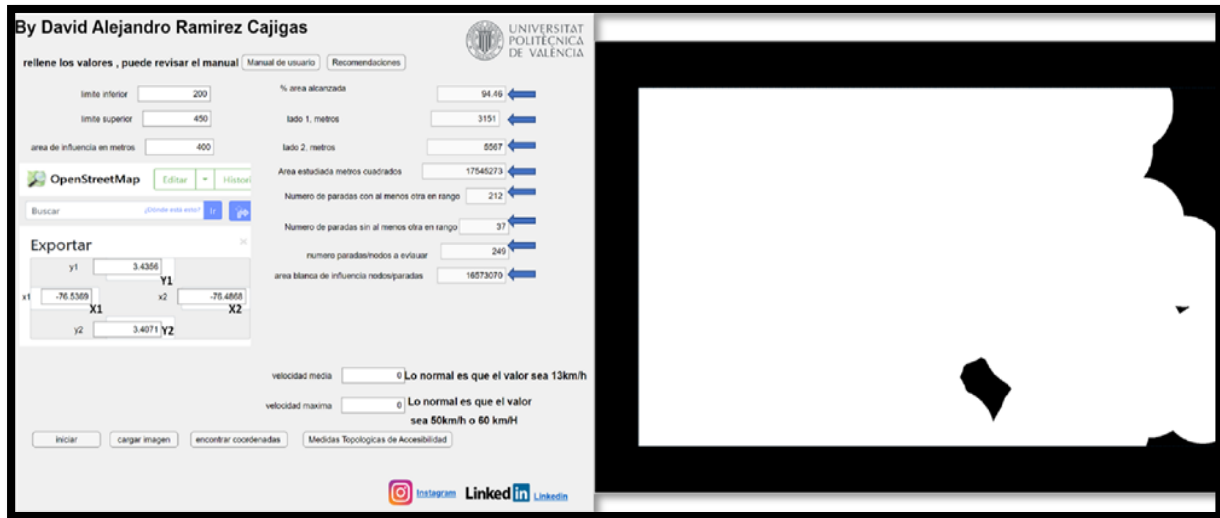 By David Alejandro Ramirez Cajigas
UNIVERSITAT
POLITÈCNICA
DE VALÈNCIA
rellene los valores , puede revisar el manual
Manual de usuario
Recomendaciones
limite inferior 200
% area alcanzada 94.46
limite superior 450
lado 1, metros 3151
area de influencia en metros 400
lado 2, metros 5567
Area estudiada metros cuadrados 17545273
OpenStreetMap Editar Histori
Numero de paradas con al menos otra en rango 212
Buscar ¿Dónde está esto? Ir
Numero de paradas sin al menos otra en rango 37
Exportar
numero paradas/nodos a evlauar 249
y1 3.4356
Y1
area blanca de influencia nodos/paradas 16573070
x1 -76.5369 x2 -76.4868
X1 X2
y2 3.4071 Y2
velocidad media 0 Lo normal es que el valor sea 13km/h
velocidad maxima 0 Lo normal es que el valor
sea 50km/h o 60 km/H
iniciar
cargar imagen
encontrar coordenadas
Medidas Topologicas de Accesibilidad
Instagram
Linked in Linkedin